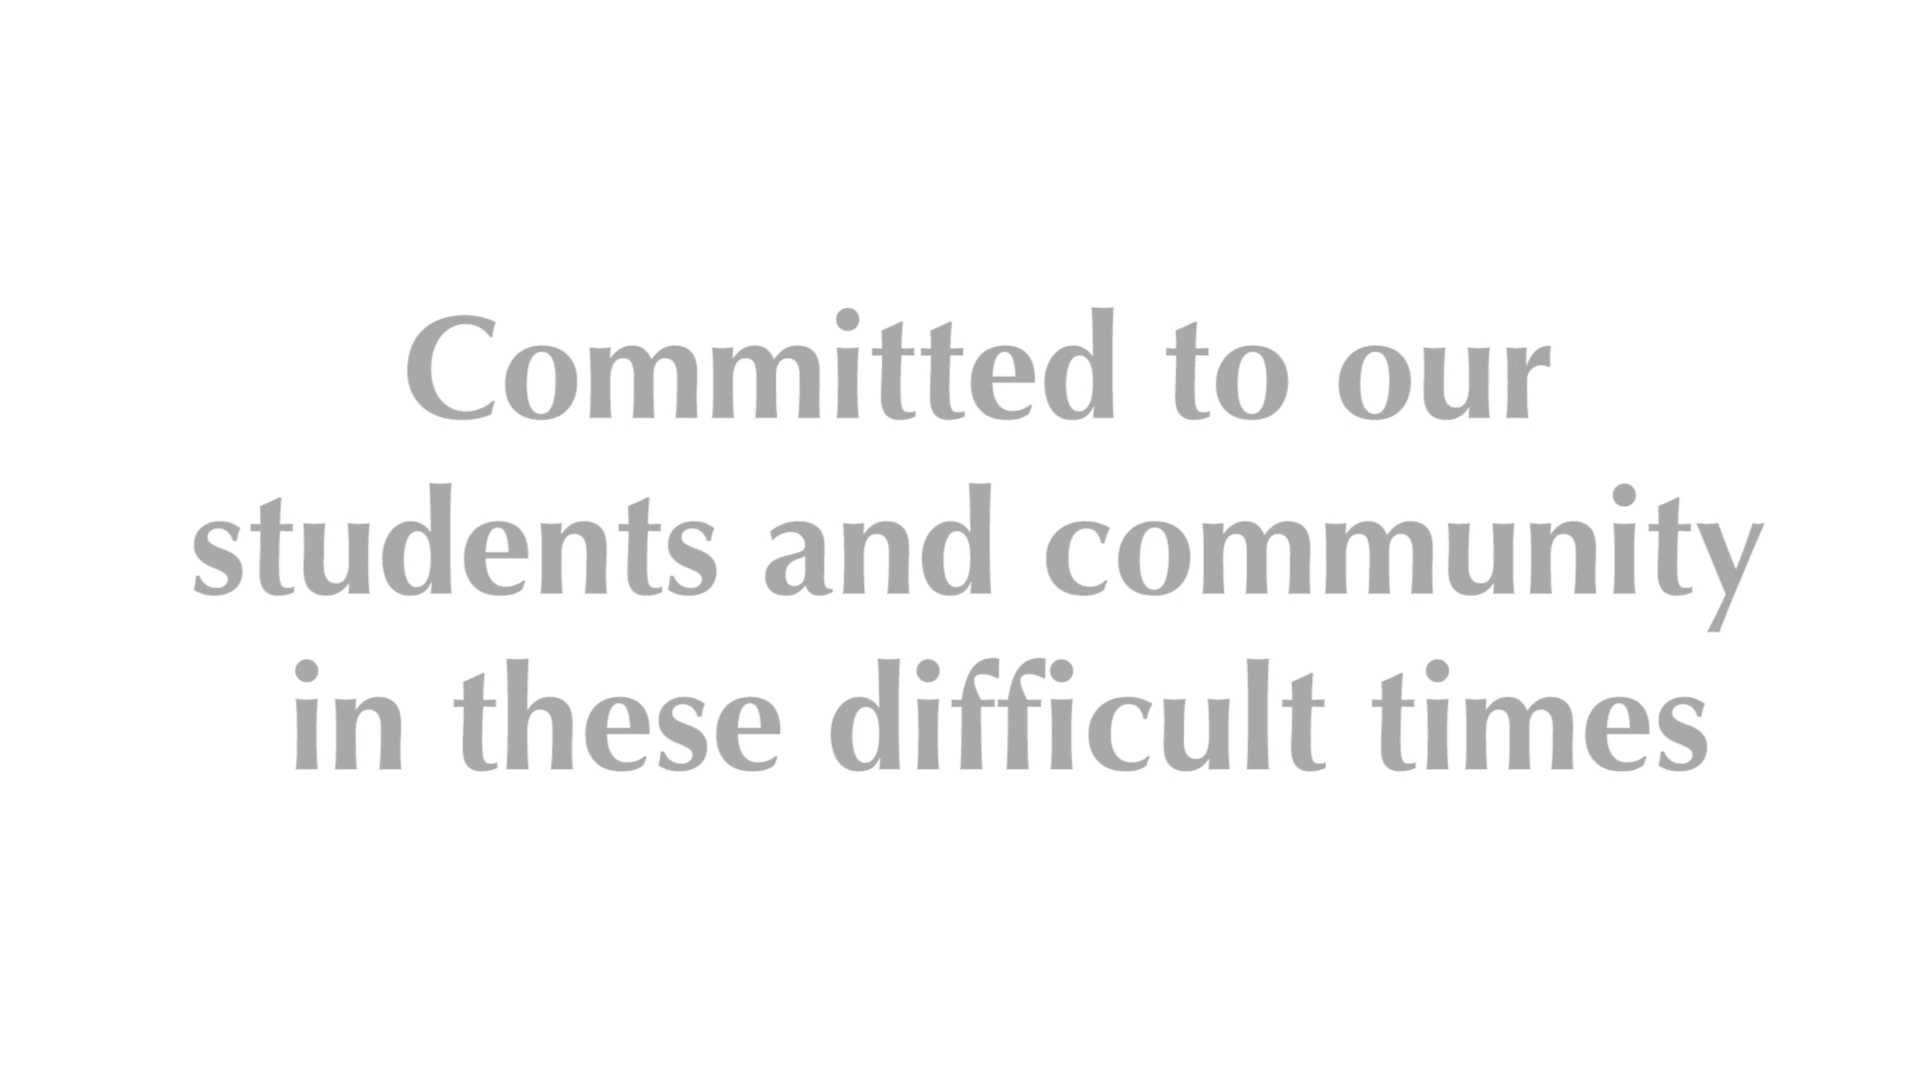 Committed to our
students and community
in these difficult times